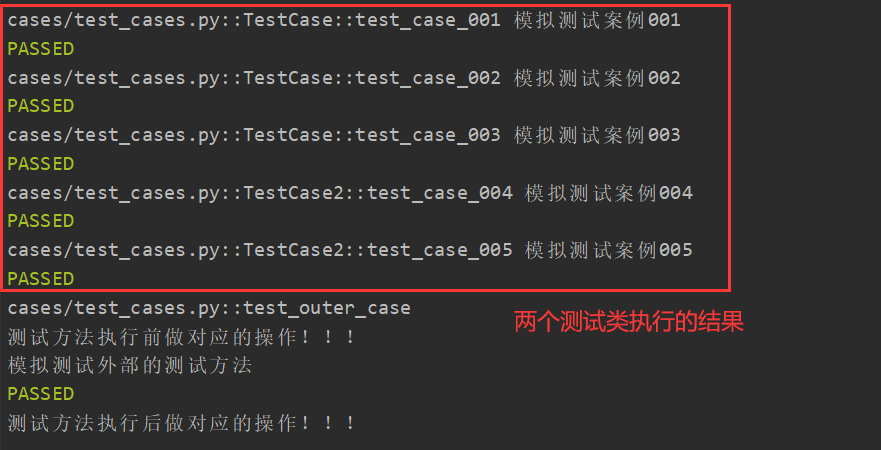 cases/test_cases.py::TestCase::test_case_001 模拟测试案例001
PASSED
cases/test_cases.py::TestCase::test_case_002 模拟测试案例002
PASSED
cases/test_cases.py::TestCase::test_case_003 模拟测试案例003
PASSED
cases/test_cases.py::TestCase2::test_case_004 模拟测试案例004
PASSED
cases/test_cases.py::TestCase2::test_case_005 模拟测试案例005
PASSED
cases/test_cases.py::test_outer_case
两个测试类执行的结果
测试方法执行前做对应的操作！！！
模拟测试外部的测试方法
PASSED
测试方法执行后做对应的操作！！！